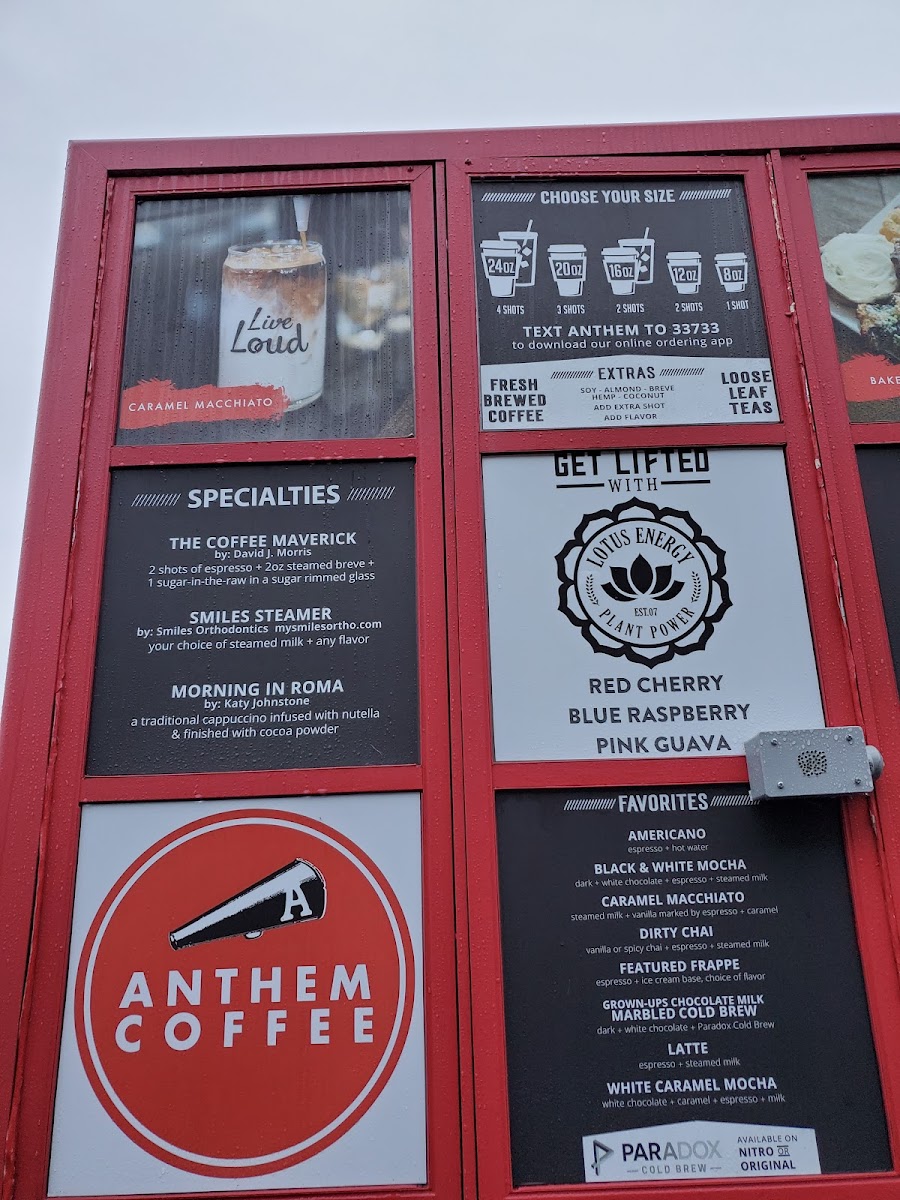 Live
Loud
CARAMEL MACCHIATO
SPECIALTIES
THE COFFEE MAVERICK
by: David J. Morris
2 shots of espresso + 2oz steamed breve +
1 sugar-in-the-raw in a sugar rimmed glass
SMILES STEAMER
by: Smiles Orthodontics mysmilesortho.com
your choice of steamed milk + any flavor
MORNING IN ROMA
by: Katy Johnstone
a traditional cappuccino infused with nutella
& finished with cocoa powder
A
ANTHEM
COFFEE
CHOOSE YOUR SIZE
24oz 20oz 16oz 12oz 8oz
4 SHOTS 3 SHOTS 2 SHOTS 2 SHOTS 1 SHOT
TEXT ANTHEM TO 33733
to download our online ordering app
FRESH
BREWED
COFFEE
EXTRAS
SOY - ALMOND - BREVE
HEMP - COCONUT
ADD EXTRA SHOT
ADD FLAVOR
LOOSE
LEAF
TEAS
GET LIFTED
WITH
LOTUS ENERGY
EST.07
PLANT POWER
RED CHERRY
BLUE RASPBERRY
PINK GUAVA
FAVORITES
AMERICANO
espresso + hot water
BLACK & WHITE MOCHA
dark + white chocolate + espresso + steamed milk
CARAMEL MACCHIATO
steamed milk + vanilla marked by espresso + caramel
DIRTY CHAI
vanilla or spicy chai + espresso + steamed milk
FEATURED FRAPPE
espresso + ice cream base, choice of flavor
GROWN-UPS CHOCOLATE MILK
MARBLED COLD BREW
dark + white chocolate + Paradox Cold Brew
LATTE
espresso + steamed milk
WHITE CARAMEL MOCHA
white chocolate + caramel + espresso + milk
PARADOX
COLD BREW
AVAILABLE ON
NITRO OR
ORIGINAL
BAKE